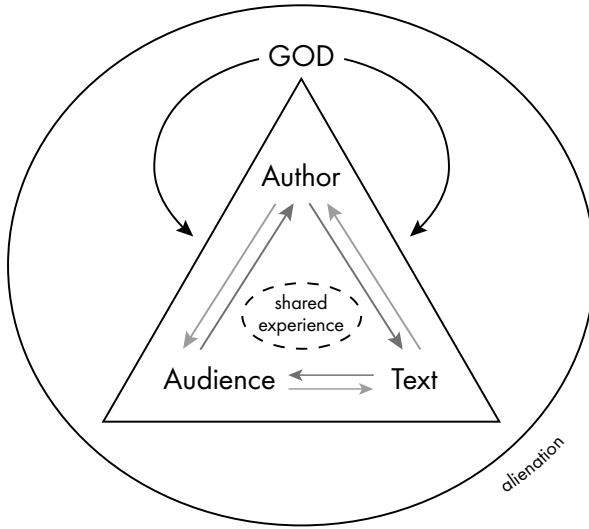 GOD
Author
shared
experience
Audience
Text
alienation